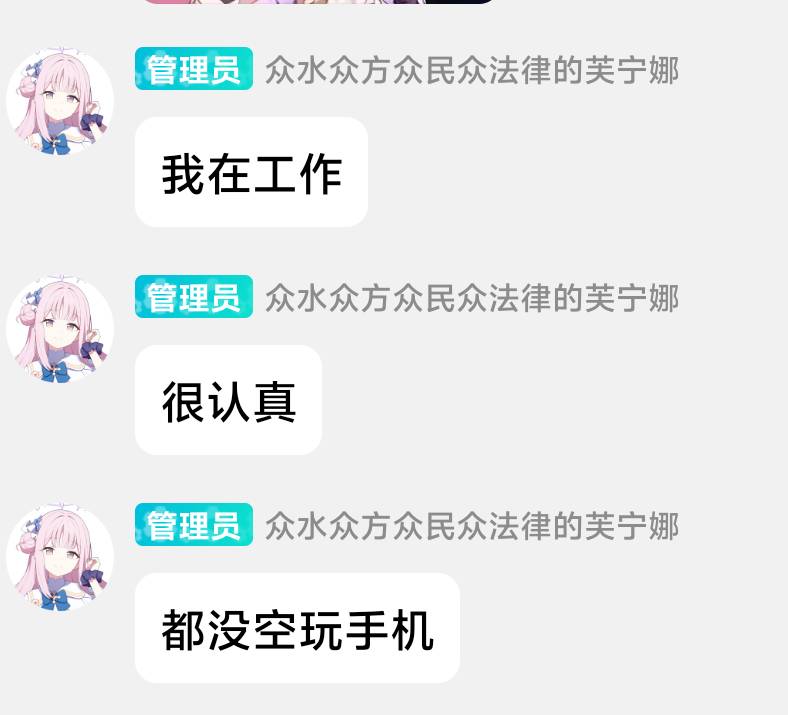 管理员 众水众方众民众法律的芙宁娜
我在工作
管理员 众水众方众民众法律的芙宁娜
很认真
管理员 众水众方众民众法律的芙宁娜
都没空玩手机